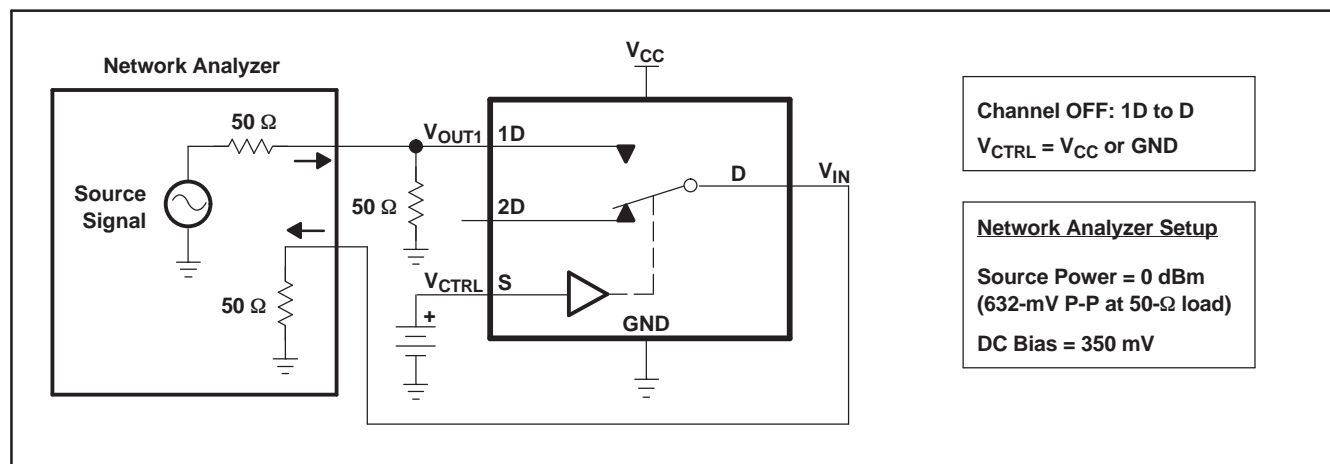 Network Analyzer
50 Ω
Source
Signal
50 Ω
VOUT1
50 Ω
VCTRL
+
VCC
1D
2D
S
D
GND
VIN
Channel OFF: 1D to D
VCTRL = VCC or GND
Network Analyzer Setup
Source Power = 0 dBm
(632-mV P-P at 50-Ω load)
DC Bias = 350 mV